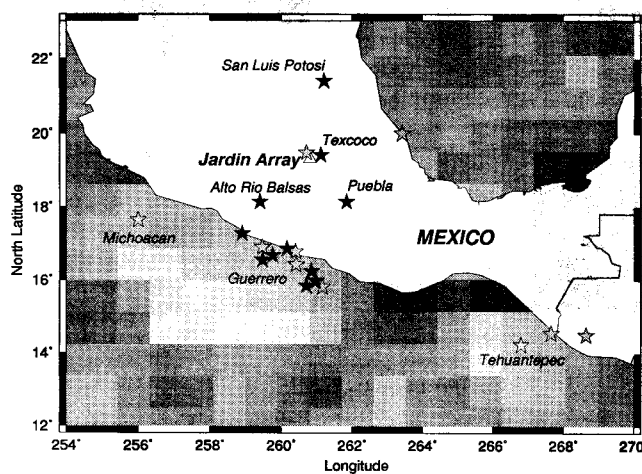 22°
20°
18°
16°
14°
12°
North Latitude
San Luis Potosi
Texcoco
Jardin Array
Alto Rio Balsas
Puebla
Michoacan
MEXICO
Guerrero
Tehuantepec
254°
256°
258°
260°
262°
264°
266°
268°
270°
Longitude